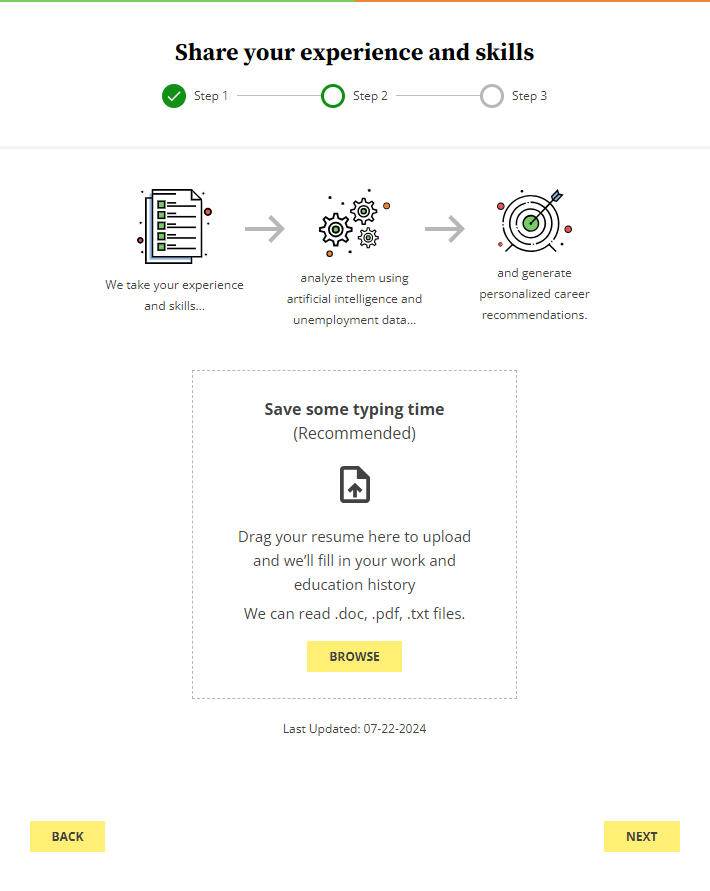 Share your experience and skills
Step 1
Step 2
Step 3
We take your experience
and skills...
analyze them using
artificial intelligence and
unemployment data...
and generate
personalized career
recommendations.
Save some typing time
(Recommended)
Drag your resume here to upload
and we’ll fill in your work and
education history
We can read .doc, .pdf, .txt files.
BROWSE
Last Updated: 07-22-2024
BACK
NEXT